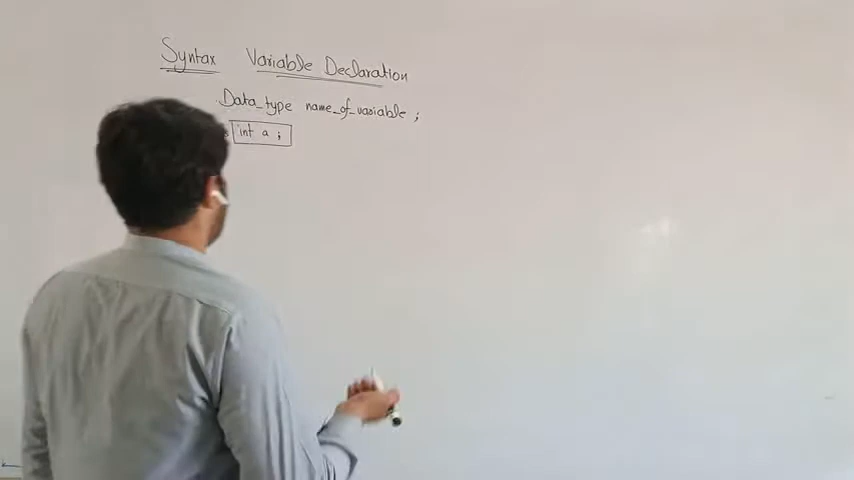 Syntax Variable Declaration
Data_type name_of_variable ;
int a ;